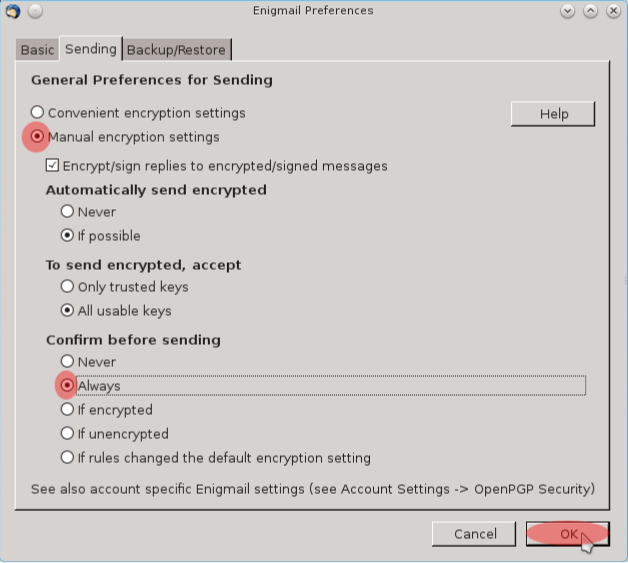 Enigmail Preferences
Basic Sending Backup/Restore
General Preferences for Sending
Convenient encryption settings
Help
Manual encryption settings
Encrypt/sign replies to encrypted/signed messages
Automatically send encrypted
Never
If possible
To send encrypted, accept
Only trusted keys
All usable keys
Confirm before sending
Never
Always
If encrypted
If unencrypted
If rules changed the default encryption setting
See also account specific Enigmail settings (see Account Settings -> OpenPGP Security)
Cancel OK